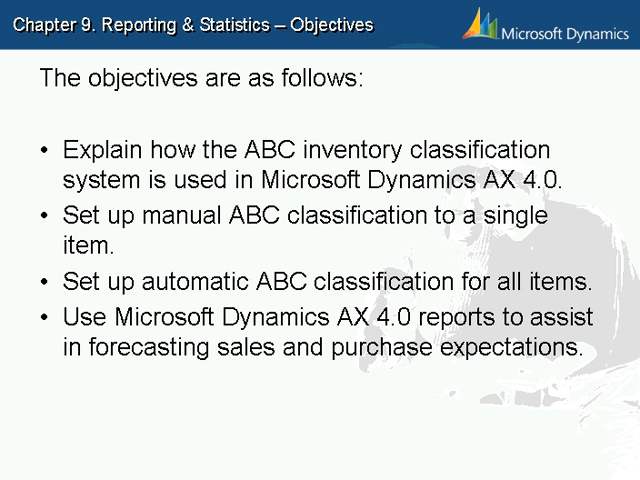 Chapter 9. Reporting & Statistics – Objectives
Microsoft Dynamics
The objectives are as follows:
• Explain how the ABC inventory classification
system is used in Microsoft Dynamics AX 4.0.
• Set up manual ABC classification to a single
item.
• Set up automatic ABC classification for all items.
• Use Microsoft Dynamics AX 4.0 reports to assist
in forecasting sales and purchase expectations.